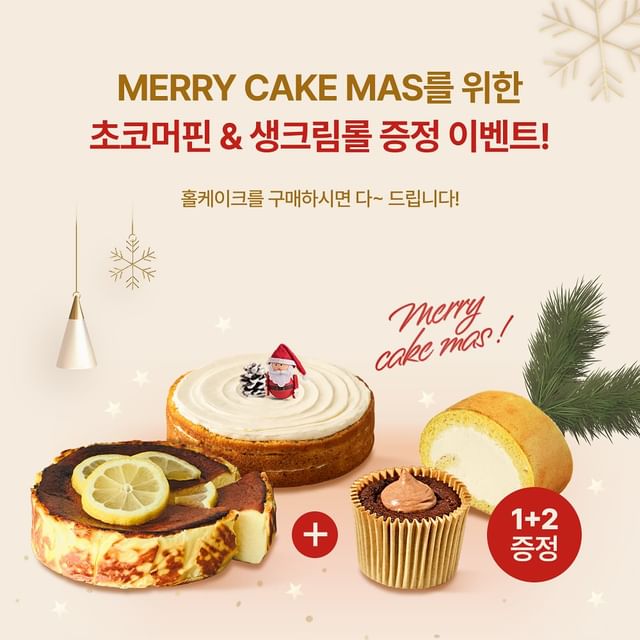 MERRY CAKE MAS를 위한
초코머핀 & 생크림롤 증정 이벤트!
홀케이크를 구매하시면 다~ 드립니다!
Merry
cake mas!
+
1+2
증정